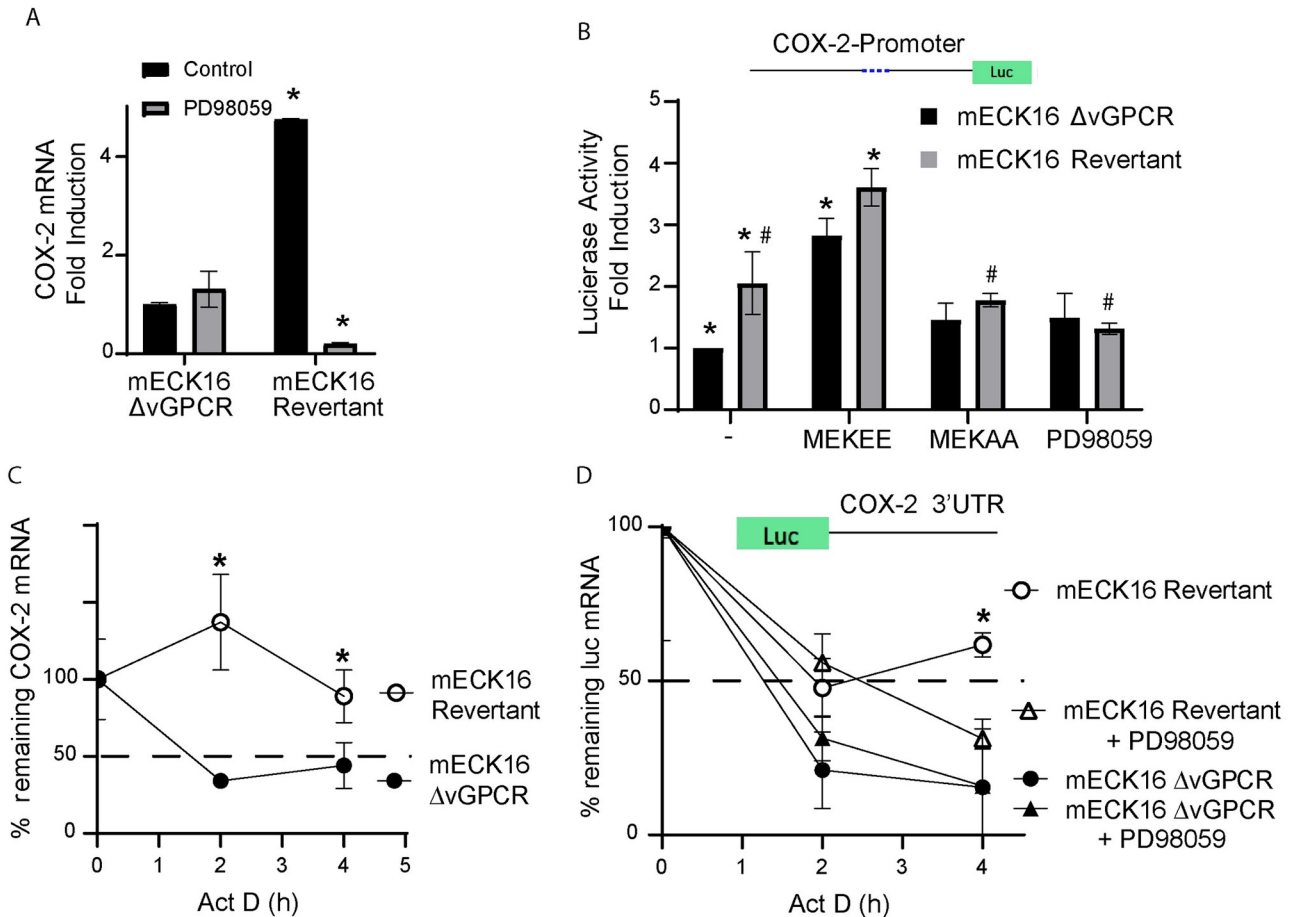 A
Control
PD98059
*
*
COX-2 mRNA
Fold Induction
4
2
0
mECK16
ΔvGPCR
mECK16
Revertant
B
COX-2-Promoter
Luc
mECK16 ΔvGPCR
mECK16 Revertant
Lucierase Activity
Fold Induction
5
4
3
2
1
0
*
* #
*
*
#
#
-
MEKEE
MEKAA
PD98059
C
% remaining COX-2 mRNA
100
50
0
*
*
mECK16
Revertant
mECK16
ΔvGPCR
0
1
2
3
4
5
Act D (h)
D
COX-2 3'UTR
Luc
% remaining luc mRNA
100
50
0
*
mECK16 Revertant
mECK16 Revertant
+ PD98059
mECK16 ΔvGPCR
mECK16 ΔvGPCR
+ PD98059
0
1
2
3
4
Act D (h)